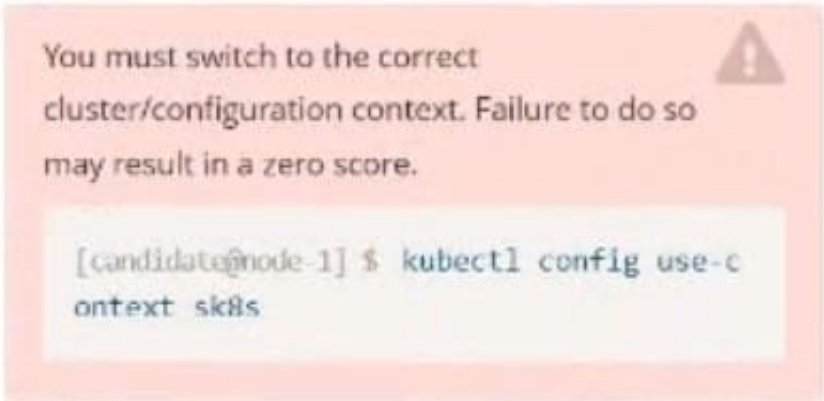 You must switch to the correct
cluster/configuration context. Failure to do so
may result in a zero score.
[candidate@node-1] $ kubectl config use-c
ontext sk8s